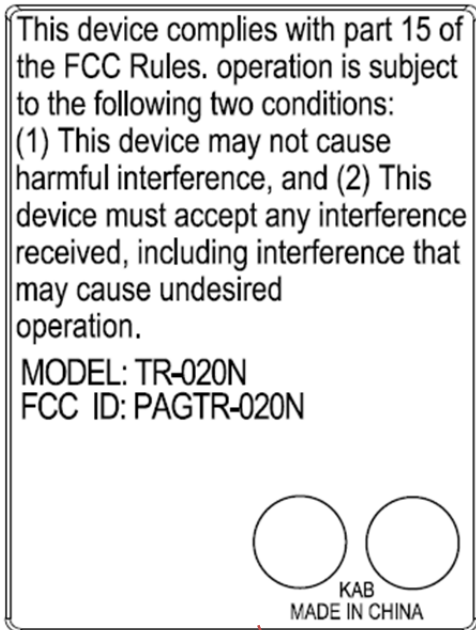 This device complies with part 15 of
the FCC Rules. operation is subject
to the following two conditions:
(1) This device may not cause
harmful interference, and (2) This
device must accept any interference
received, including interference that
may cause undesired
operation.
MODEL: TR-020N
FCC ID: PAGTR-020N
KAB
MADE IN CHINA